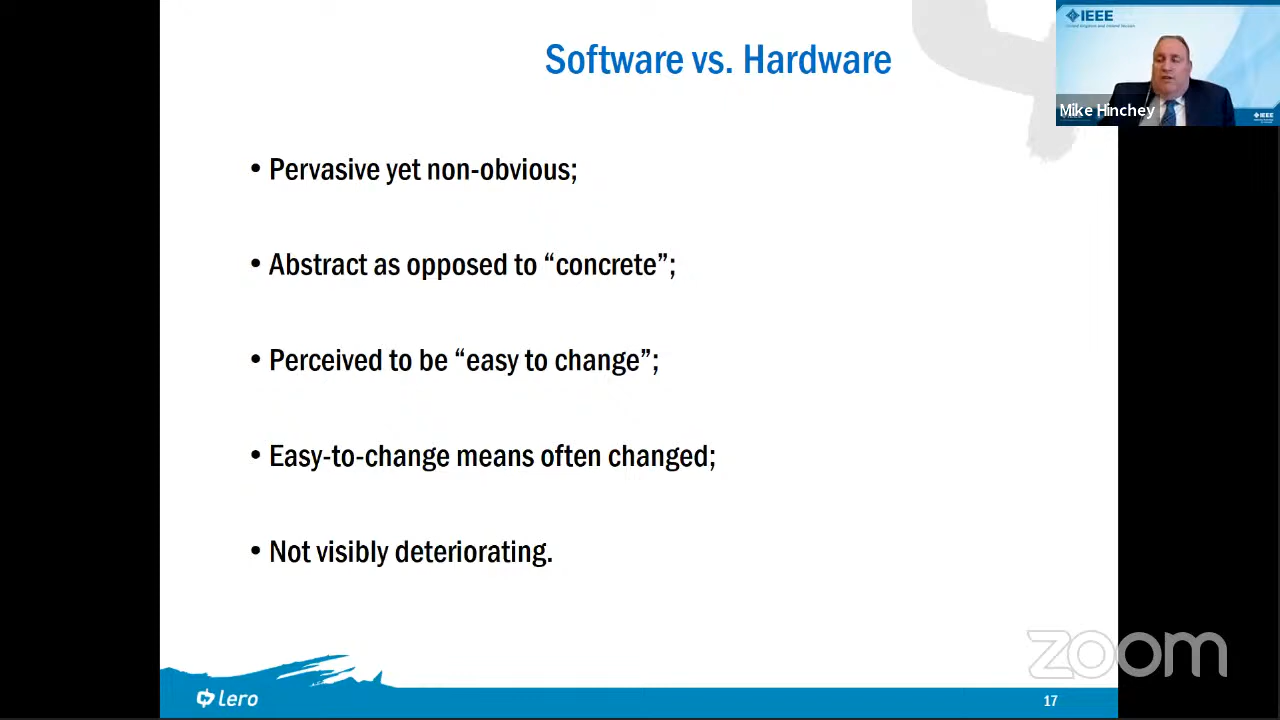 Software vs. Hardware
IEEE
Mike Hinchey
IEEE
• Pervasive yet non-obvious;
• Abstract as opposed to “concrete”;
• Perceived to be “easy to change”;
• Easy-to-change means often changed;
• Not visibly deteriorating.
zoom
Lero
17